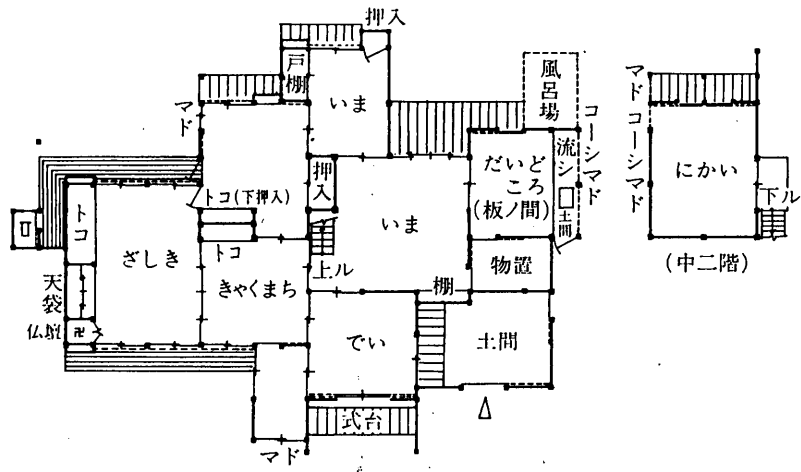 押入
戸棚
いま
風呂場
コーシマド
マド
だいどころ
(板ノ間)
流シ
土間
押入
トコ(下押入)
トコ
いま
上ル
トコ
ざしき
きゃくまち
物置
棚
天袋
仏壇
卍
でい
土間
式台
マド
マド
コーシマド
にかい
下ル
(中二階)